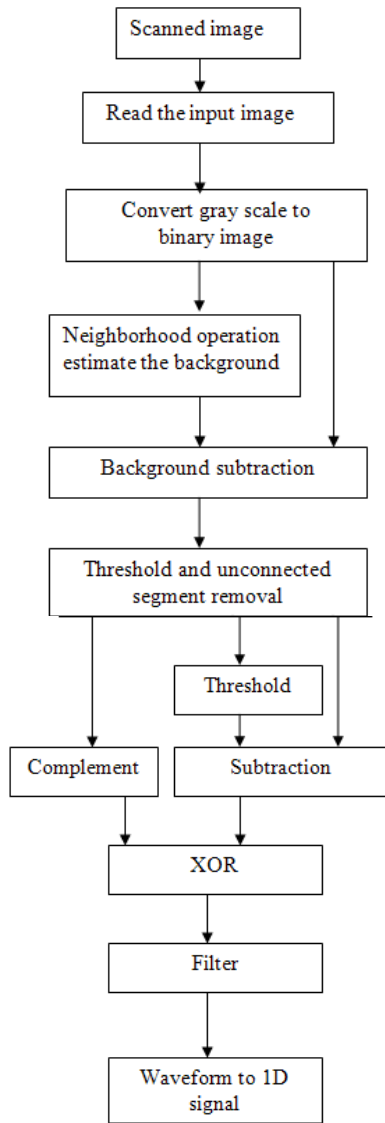 Scanned image
Read the input image
Convert gray scale to
binary image
Neighborhood operation
estimate the background
Background subtraction
Threshold and unconnected
segment removal
Threshold
Complement
Subtraction
XOR
Filter
Waveform to 1D
signal